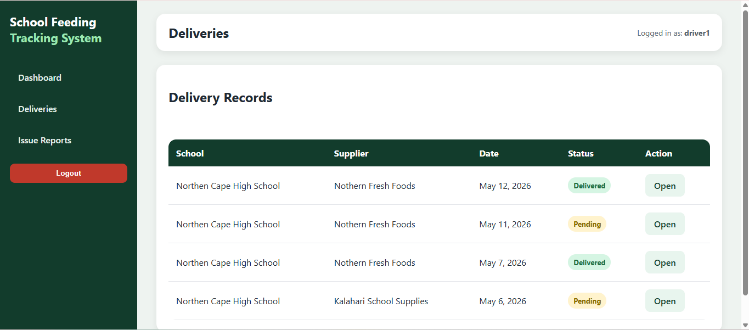 School Feeding
Tracking System
Dashboard
Deliveries
Issue Reports
Logout
Deliveries
Logged in as: driver1
Delivery Records
School Supplier Date Status Action
Northen Cape High School Nothern Fresh Foods May 12, 2026 Delivered Open
Northen Cape High School Nothern Fresh Foods May 11, 2026 Pending Open
Northen Cape High School Nothern Fresh Foods May 7, 2026 Delivered Open
Northen Cape High School Kalahari School Supplies May 6, 2026 Pending Open